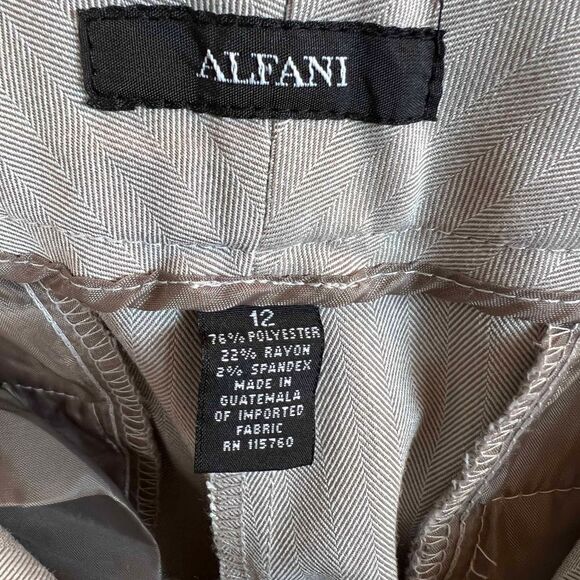 ALFANI
12
76% POLYESTER
22% RAYON
2% SPANDEX
MADE IN
GUATEMALA
OF IMPORTED
FABRIC
RN 115760